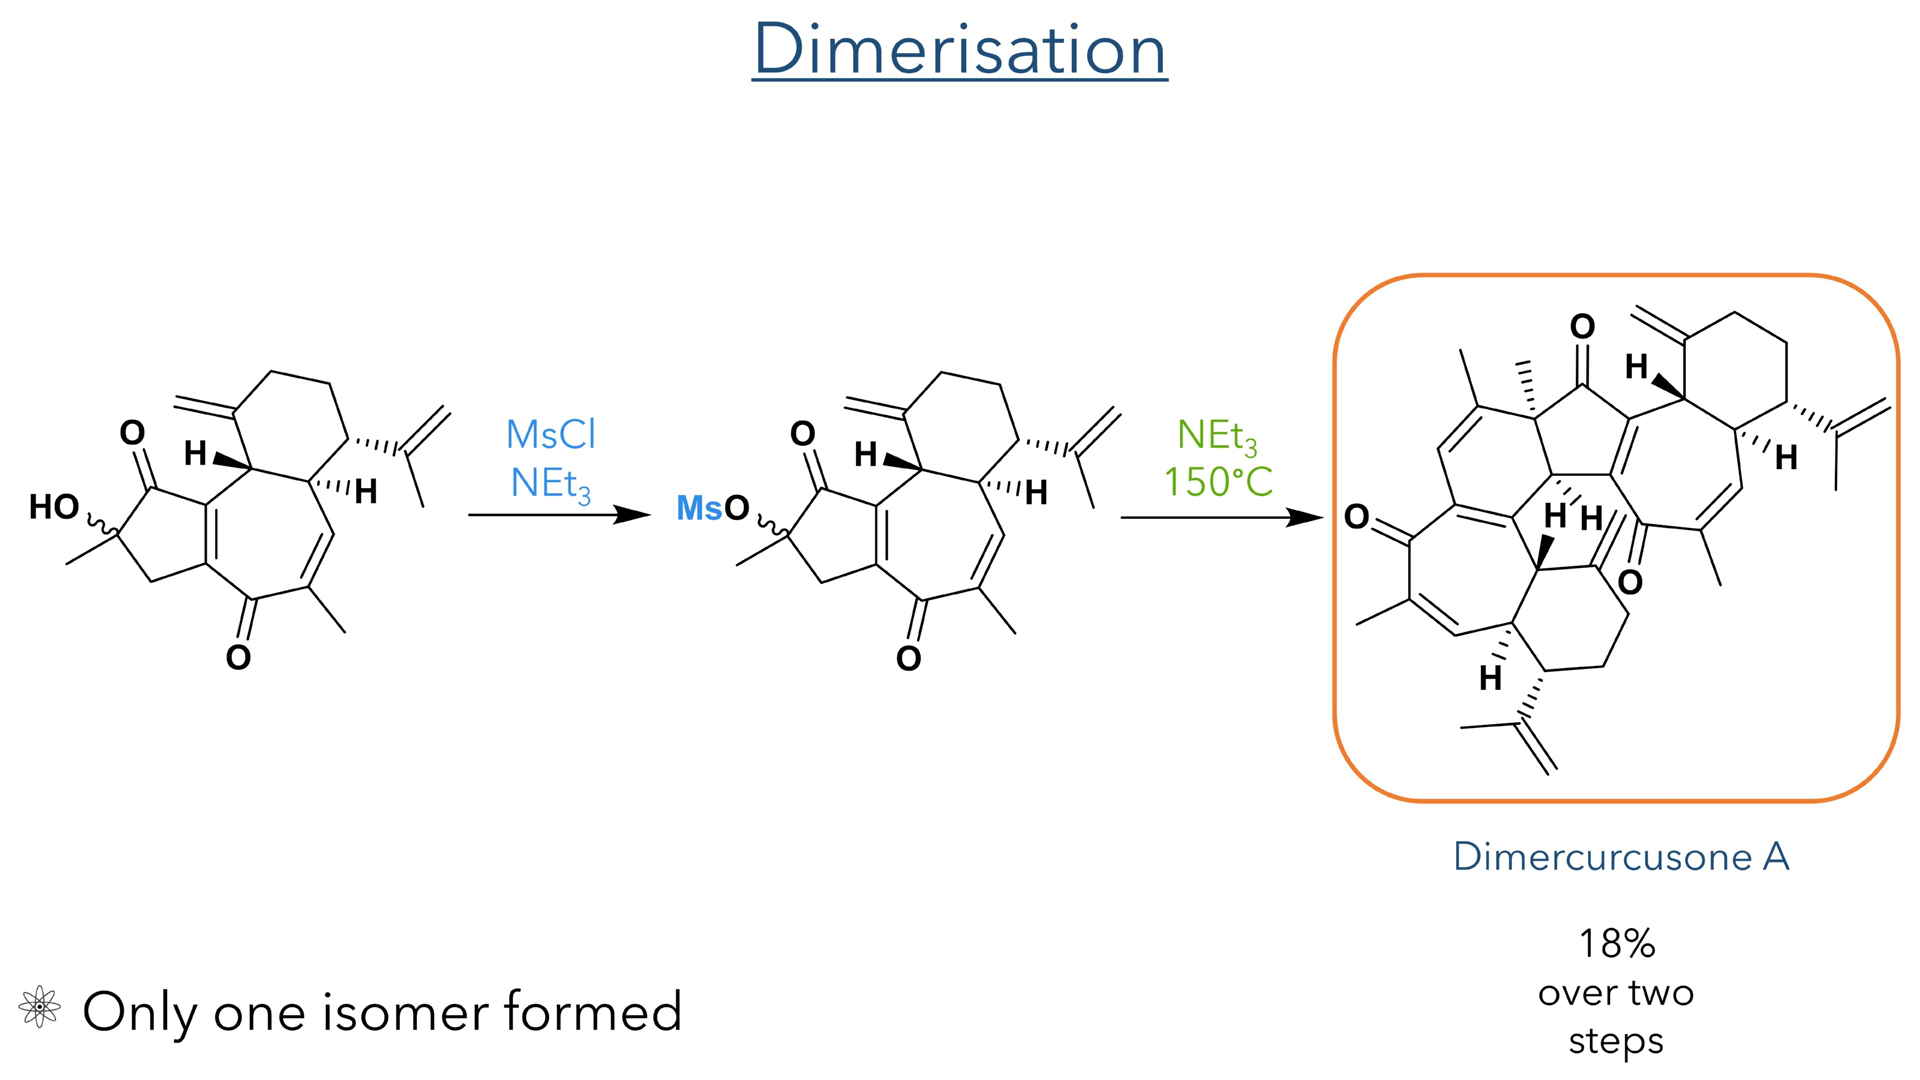 Dimerisation
O
H
HO
H
O
MsCl
NEt3
O
H
MsO
H
O
NEt3
150°C
O
H
H
O
H
H
O
H
Dimercurcusone A
18%
over two
steps
Only one isomer formed